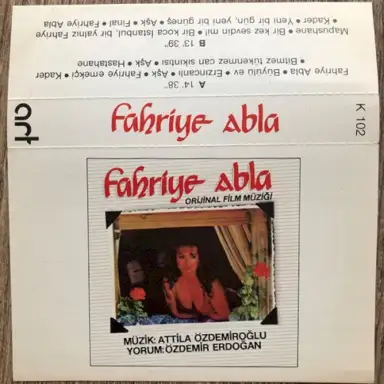 A 14' 38"
Fahriye Abla • Büyülü ev • Erzincanlı • Aşk • Fahriye emekçi • Kader
• Bitmez tükenmez can sıkıntısı • Aşk • Hastahane
B 13' 39"
Mapushane • Bir kez sevdin mi! • Bir koca İstanbul, bir yalnız Fahriye
• Kader • Yeni bir gün, yeni bir güneş • Aşk • Final • Fahriye Abla
art
fahriye abla
K 102
fahriye abla
ORİJİNAL FİLM MÜZİĞİ
MÜZİK: ATTİLA ÖZDEMİROĞLU
YORUM: ÖZDEMİR ERDOĞAN